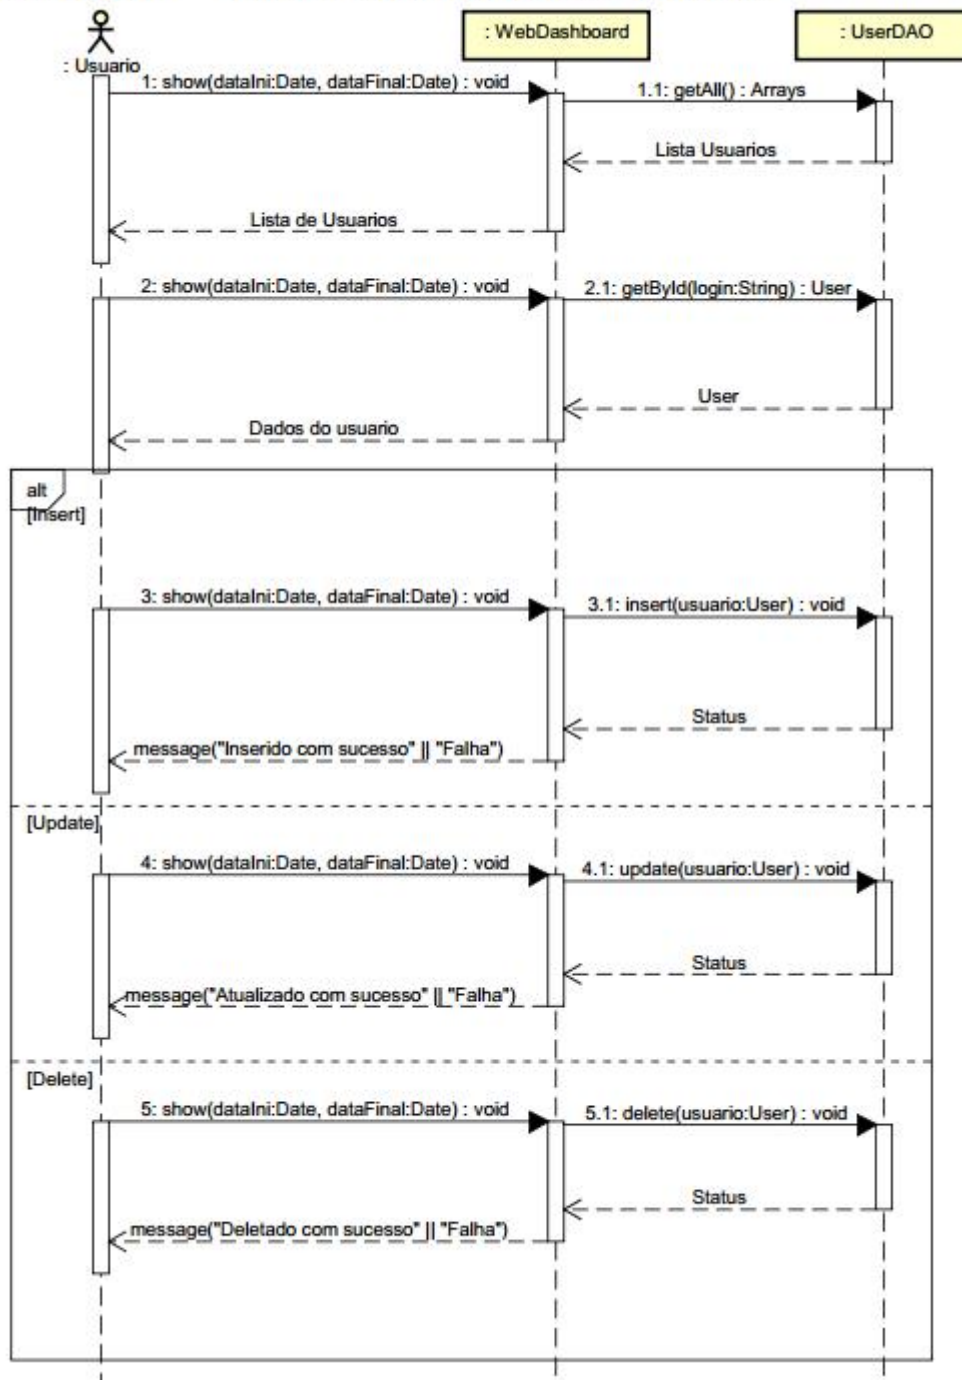 : Usuario
: WebDashboard
: UserDAO
1: show(dataIni:Date, dataFinal:Date) : void
1.1: getAll() : Arrays
Lista Usuarios
Lista de Usuarios
2: show(dataIni:Date, dataFinal:Date) : void
2.1: getById(login:String) : User
User
Dados do usuario
alt
[Insert]
3: show(dataIni:Date, dataFinal:Date) : void
3.1: insert(usuario:User) : void
Status
message("Inserido com sucesso" || "Falha")
[Update]
4: show(dataIni:Date, dataFinal:Date) : void
4.1: update(usuario:User) : void
Status
message("Atualizado com sucesso" || "Falha")
[Delete]
5: show(dataIni:Date, dataFinal:Date) : void
5.1: delete(usuario:User) : void
Status
message("Deletado com sucesso" || "Falha")